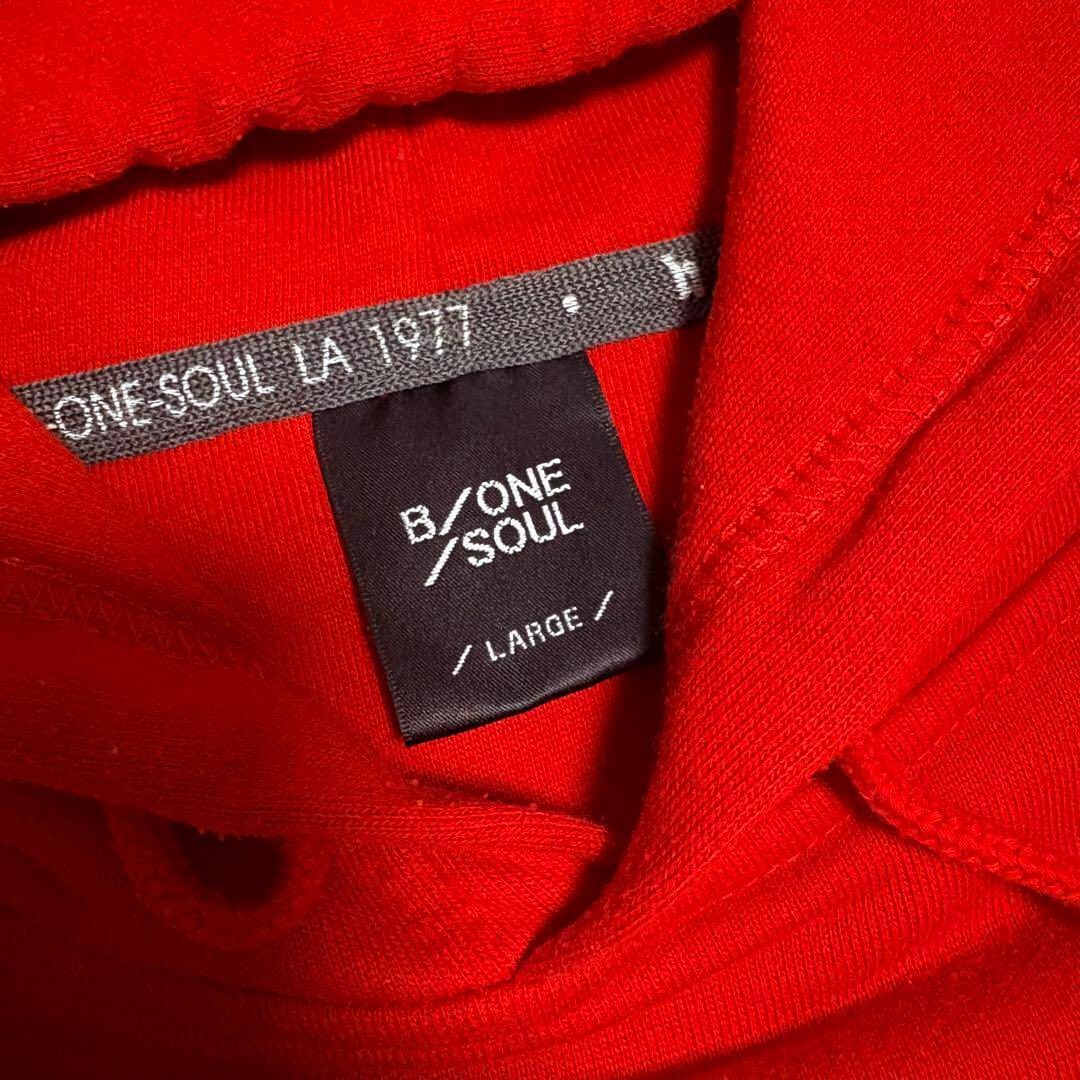 -ONE-SOUL LA 1977 •
B/ONE
/SOUL
/ LARGE /